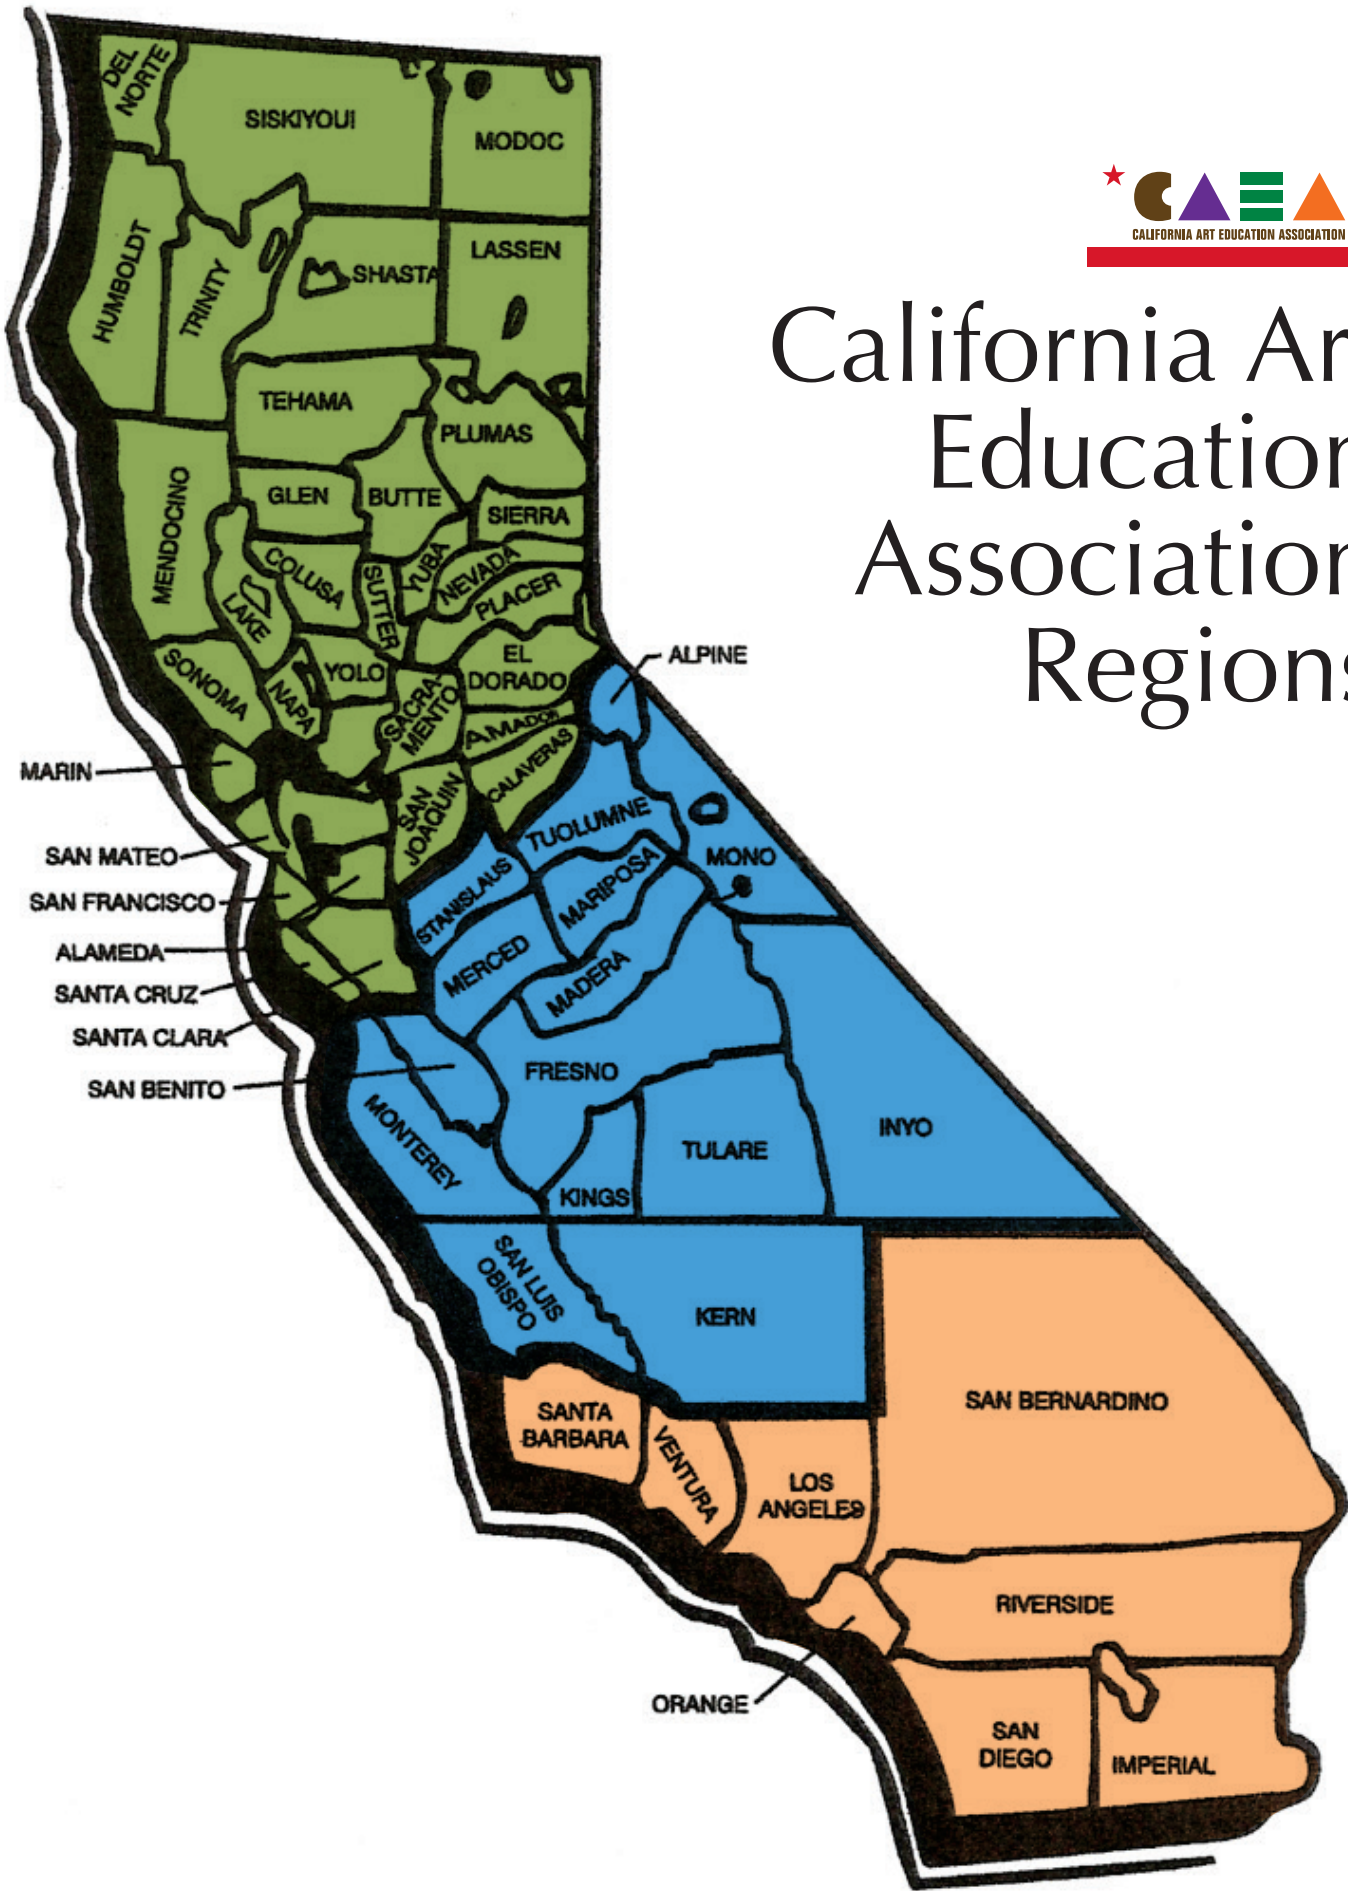 DEL
NORTE
SISKIYOUI
MODOC
CAEA
CALIFORNIA ART EDUCATION ASSOCIATION
California Ar
Education
Association
Regions
HUMBOLDT
TRINITY
SHASTA
LASSEN
TEHAMA
PLUMAS
MENDOCINO
GLEN
BUTTE
SIERRA
COLUSA
SUTTER
YUBA
NEVADA
PLACER
LAKE
SONOMA
NAPA
YOLO
SACRA-
MENTO
EL
DORADO
AMADOR
CALAVERAS
ALPINE
MARIN
SAN
JOAQUIN
TUOLUMNE
MONO
SAN MATEO
SAN FRANCISCO
STANISLAUS
MARIPOSA
ALAMEDA
MERCED
MADERA
SANTA CRUZ
SANTA CLARA
SAN BENITO
FRESNO
MONTEREY
KINGS
TULARE
INYO
SAN LUIS
OBISPO
KERN
SANTA
BARBARA
VENTURA
LOS
ANGELES
SAN BERNARDINO
RIVERSIDE
ORANGE
SAN
DIEGO
IMPERIAL